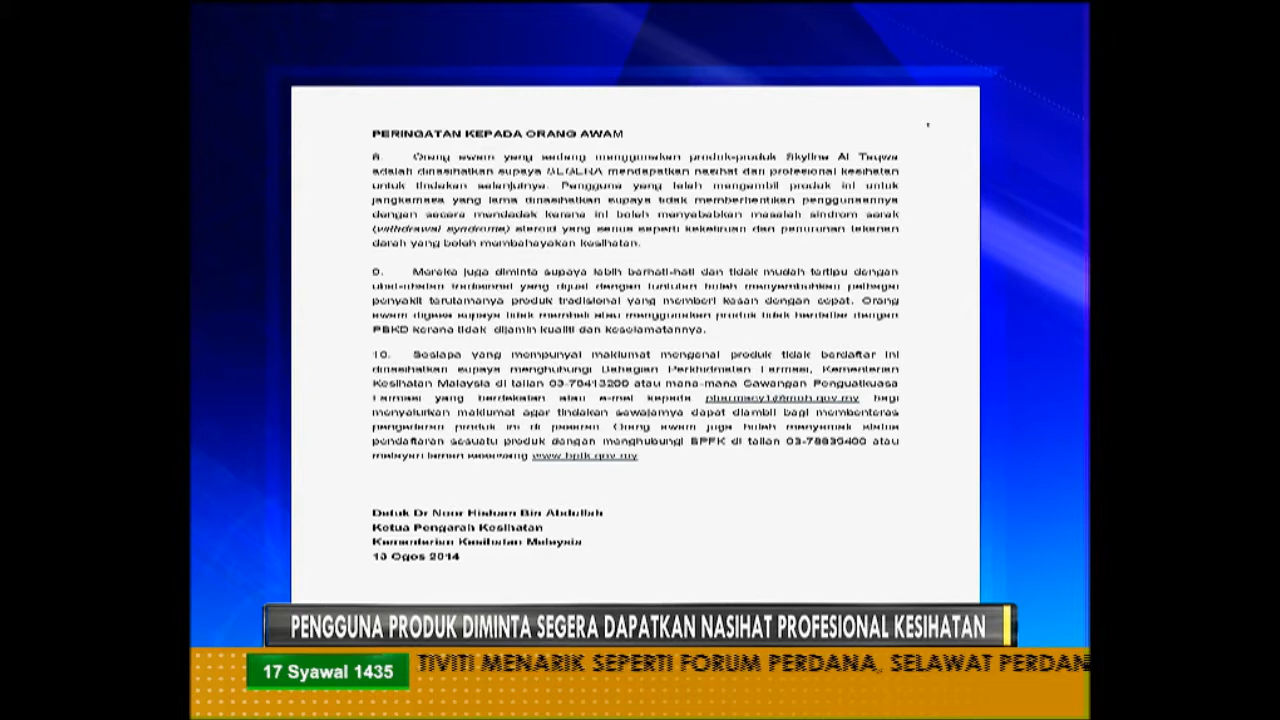 PERINGATAN KEPADA ORANG AWAM
8. Orang awam yang sedang menggunakan produk-produk Skyline Al Taqwa
adalah dinasihatkan supaya SEGERA mendapatkan nasihat dari profesional kesihatan
untuk tindakan selanjutnya. Pengguna yang telah mengambil produk ini untuk
jangkamasa yang lama dinasihatkan supaya tidak memberhentikan penggunaannya
dengan secara mendadak kerana ini boleh menyebabkan masalah sindrom sarak
(withdrawal syndrome) steroid yang serius seperti kekeliruan dan penurunan tekanan
darah yang boleh membahayakan kesihatan.
9. Mereka juga diminta supaya lebih berhati-hati dan tidak mudah tertipu dengan
ubat-ubatan tradisional yang dijual dengan tuntutan boleh menyembuhkan pelbagai
penyakit terutamanya produk tradisional yang memberi kesan dengan cepat. Orang
awam digesa supaya tidak membeli atau menggunakan produk tidak berdaftar dengan
PBKD kerana tidak dijamin kualiti dan keselamatannya.
10. Sesiapa yang mempunyai maklumat mengenai produk tidak berdaftar ini
dinasihatkan supaya menghubungi Bahagian Perkhidmatan Farmasi, Kementerian
Kesihatan Malaysia di talian 03-78413200 atau mana-mana Cawangan Penguatkuasa
Farmasi yang berdekatan atau e-mel kepada pharmacy1@moh.gov.my bagi
menyalurkan maklumat agar tindakan sewajarnya dapat diambil bagi membenteras
pengedaran produk ini di pasaran. Orang awam juga boleh menyemak status
pendaftaran sesuatu produk dengan menghubungi BPFK di talian 03-78835400 atau
melayari laman sesawang www.bpfk.gov.my
Datuk Dr Noor Hisham Bin Abdullah
Ketua Pengarah Kesihatan
Kementerian Kesihatan Malaysia
13 Ogos 2014
PENGGUNA PRODUK DIMINTA SEGERA DAPATKAN NASIHAT PROFESIONAL KESIHATAN
17 Syawal 1435
TIVITI MENARIK SEPERTI FORUM PERDANA, SELAWAT PERDAN